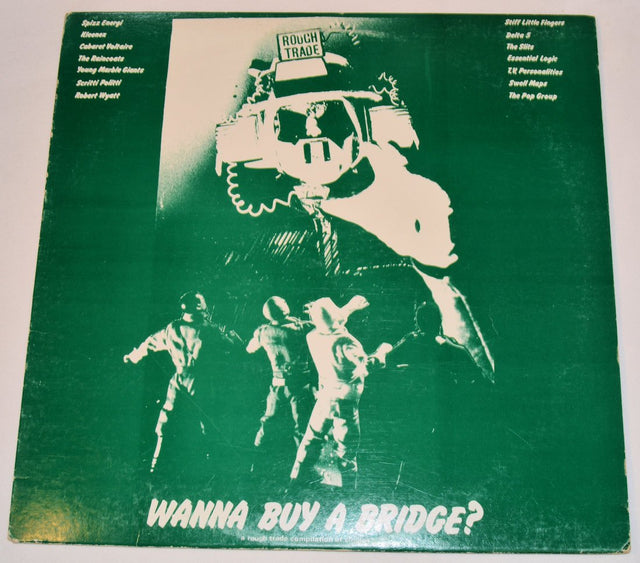 Spizz Energi
Kleenex
Cabaret Voltaire
The Raincoats
Young Marble Giants
Scritti Politti
Robert Wyatt
Stiff Little Fingers
Delta 5
The Slits
Essential Logic
T.V. Personalities
Swell Maps
The Pop Group
ROUGH
TRADE
WANNA BUY A BRIDGE?
a rough trade compilation of